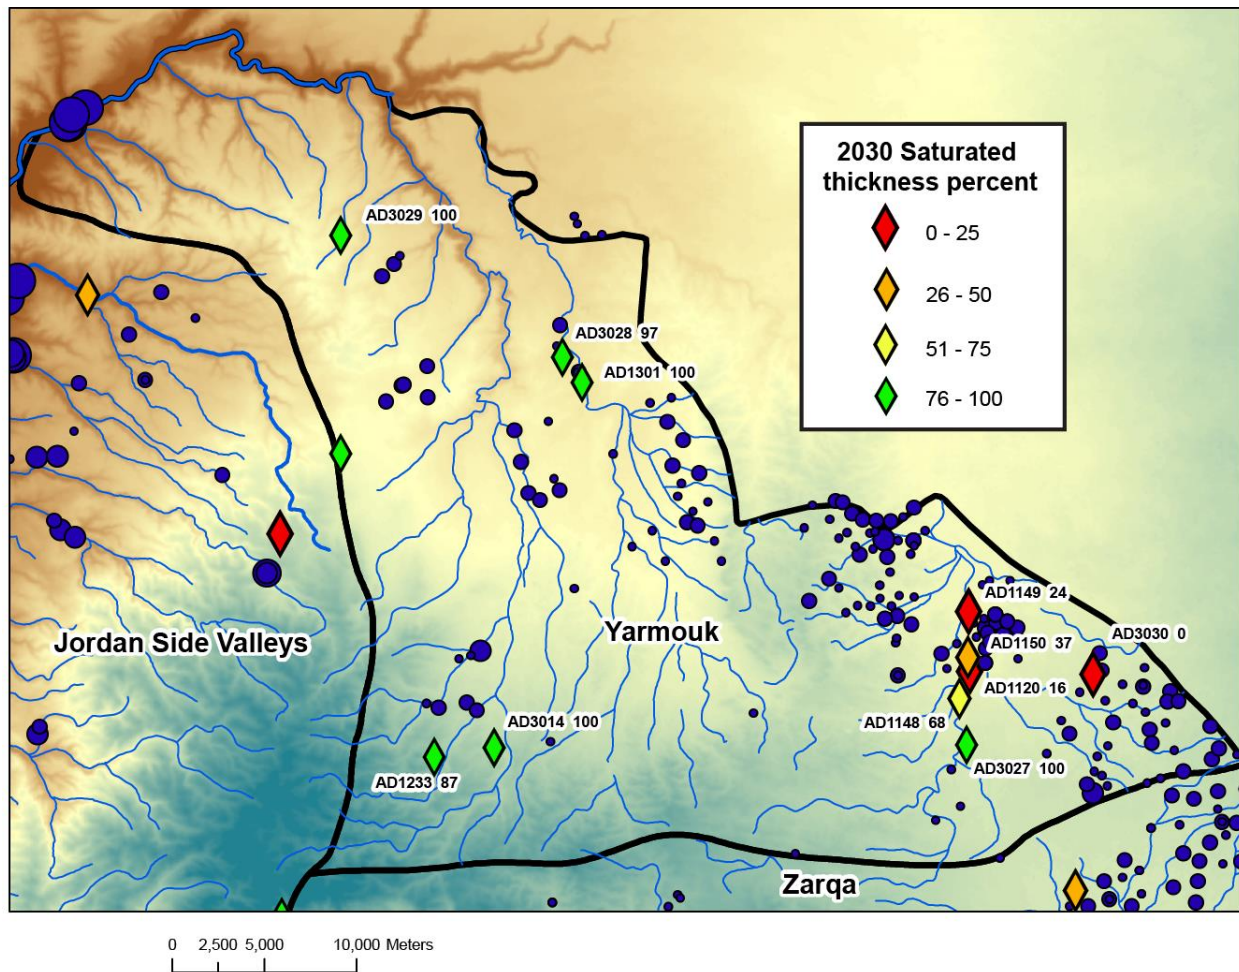 2030 Saturated
thickness percent
0 - 25
26 - 50
51 - 75
76 - 100
AD3029 100
AD3028 97
AD1301 100
AD1149 24
AD1150 37
AD3030 0
AD1120 16
AD1148 68
AD3027 100
AD3014 100
AD1233 87
Jordan Side Valleys
Yarmouk
Zarqa
0 2,500 5,000 10,000 Meters